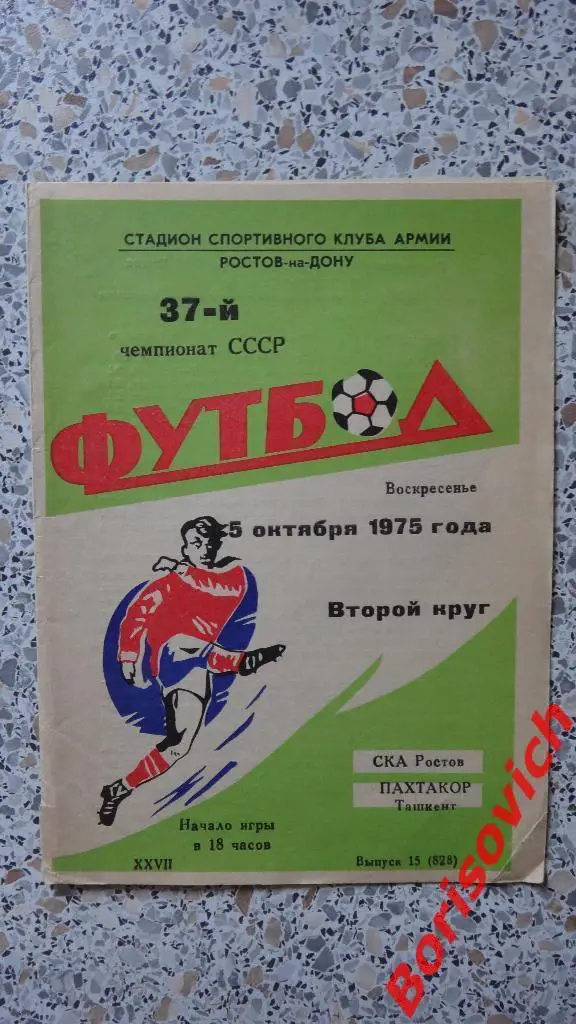 СТАДИОН СПОРТИВНОГО КЛУБА АРМИИ
РОСТОВ-на-ДОНУ
37-й
чемпионат СССР
ФУТБОЛ
Воскресенье
5 октября 1975 года
Второй круг
СКА Ростов
ПАХТАКОР
Ташкент
Начало игры
в 18 часов
XXVII
Выпуск 15 (828)
Borisovich